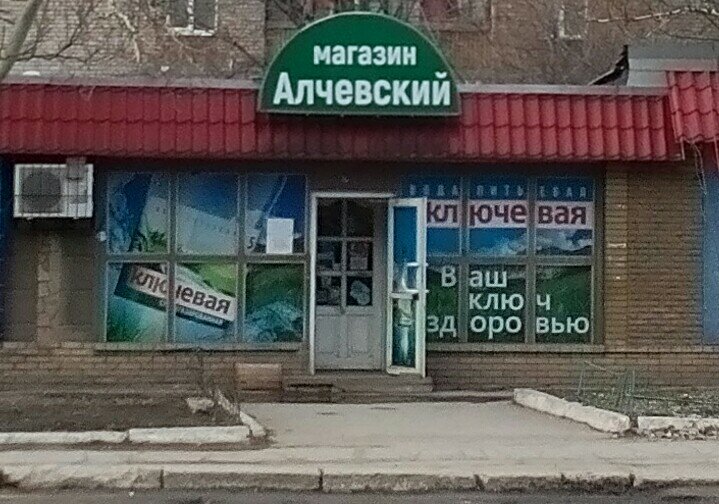 магазин
Алчевский
ВОДА ПИТЬЕВАЯ
ключевая
ключевая
Ваш
ключ
здоровью